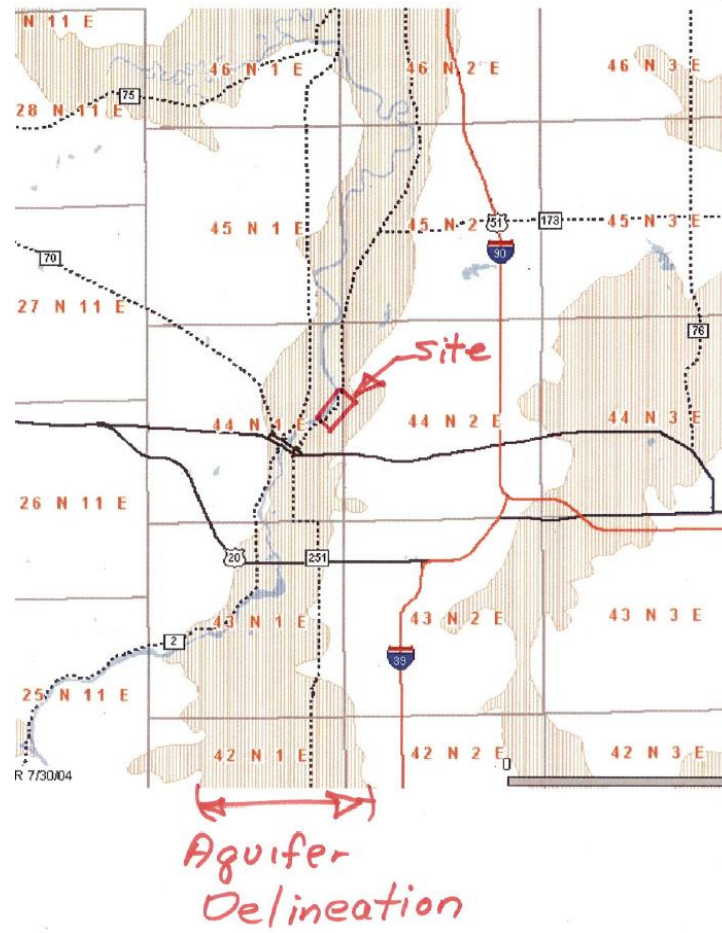 N 11 E
46 N 1 E
46 N 2 E
46 N 3 E
75
28 N 11 E
45 N 1 E
45 N 2
51
173
45 N 3 E
90
70
27 N 11 E
76
site
44 N 1 E
44 N 2 E
44 N 3 E
26 N 11 E
20
251
43 N 1 E
43 N 2 E
43 N 3 E
2
39
25 N 11 E
42 N 1 E
42 N 2 E
42 N 3 E
0
R 7/30/04
Aquifer
Delineation